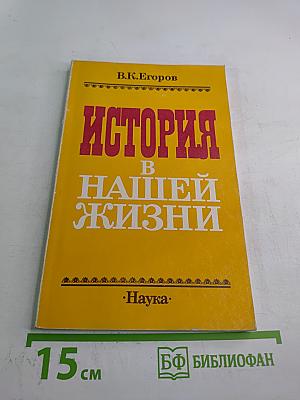 В.К.Егоров
ИСТОРИЯ
В
НАШЕЙ
ЖИЗНИ
·Наука·
15 см
БФ БИБЛИОФАН